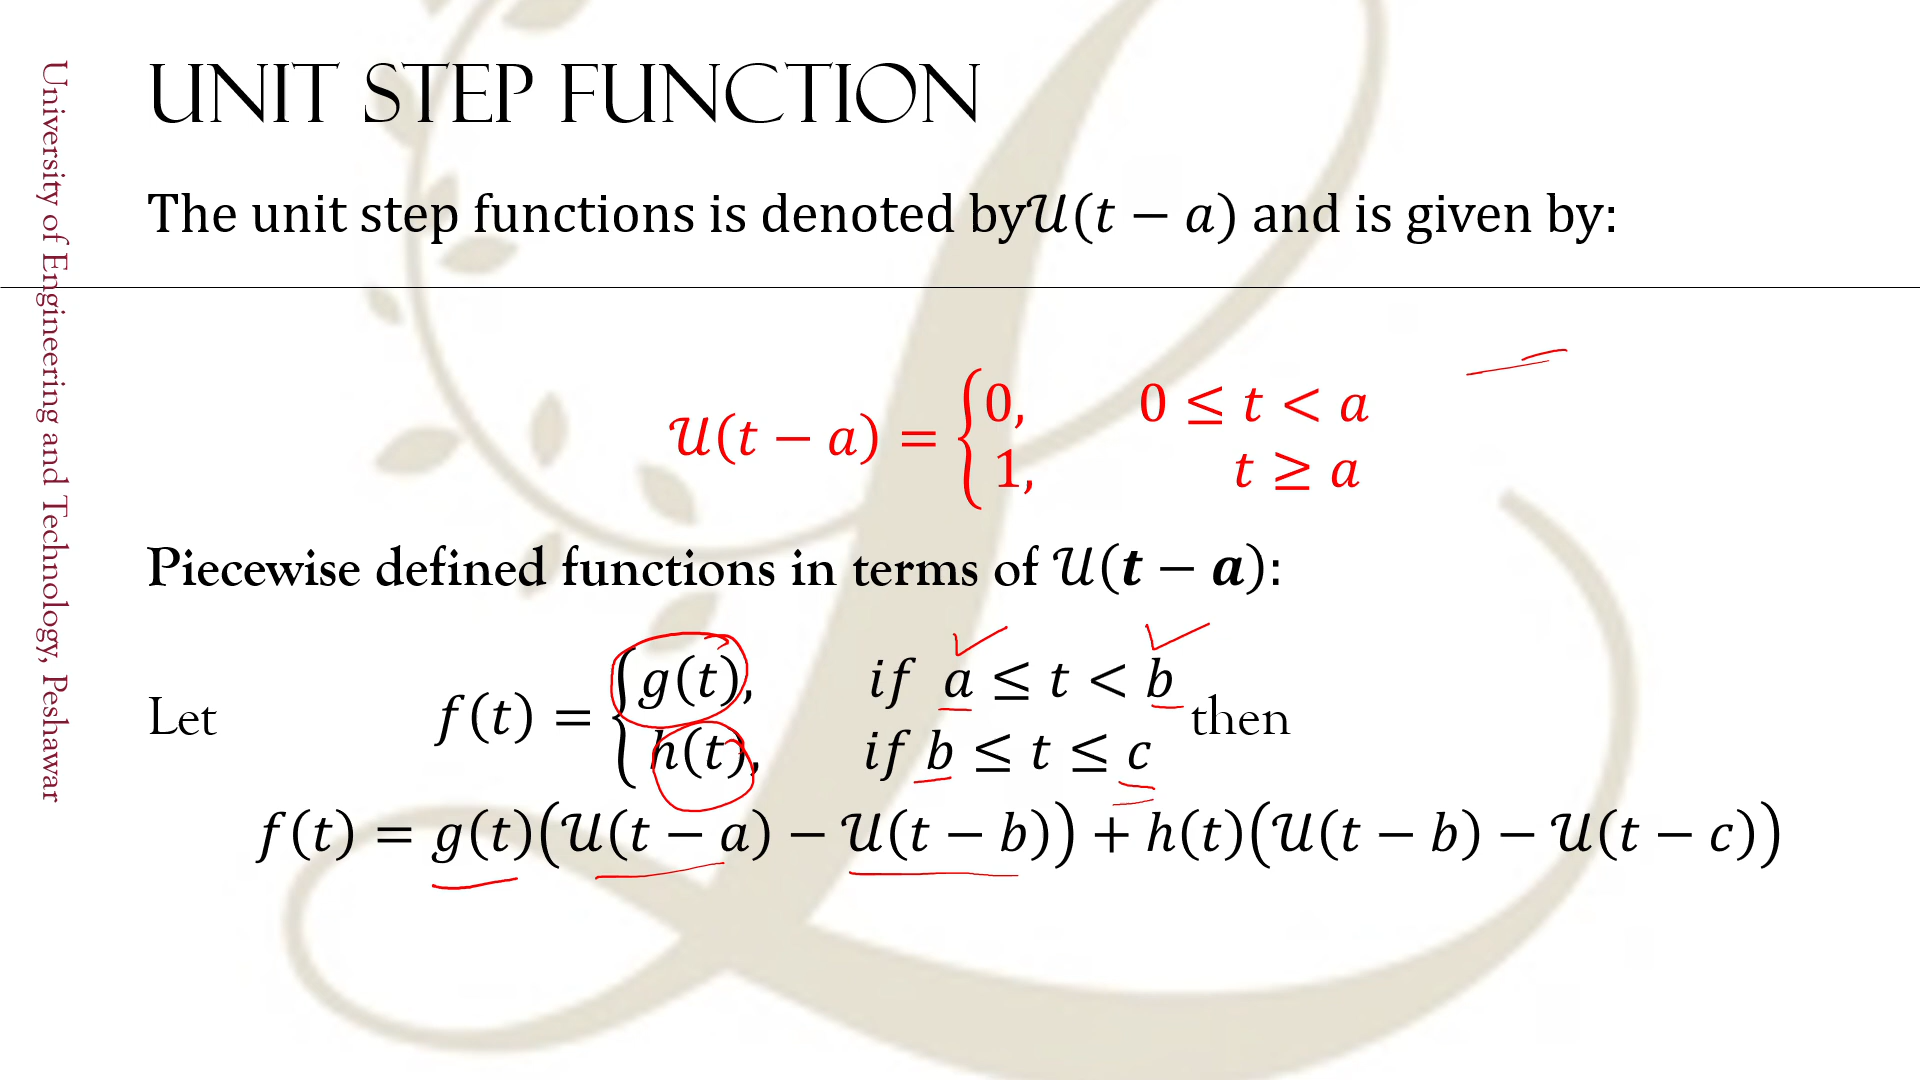 UNIT STEP FUNCTION
The unit step functions is denoted by𝒰(𝑡 − 𝑎) and is given by:
𝒰(𝑡 − 𝑎) = {0, 0 ≤ 𝑡 < 𝑎
1, 𝑡 ≥ 𝑎
Piecewise defined functions in terms of 𝒰(𝒕 − 𝒂):
Let 𝑓(𝑡) = {𝑔(𝑡), 𝑖𝑓 𝑎 ≤ 𝑡 < 𝑏
ℎ(𝑡), 𝑖𝑓 𝑏 ≤ 𝑡 ≤ 𝑐 then
𝑓(𝑡) = 𝑔(𝑡)(𝒰(𝑡 − 𝑎) − 𝒰(𝑡 − 𝑏)) + ℎ(𝑡)(𝒰(𝑡 − 𝑏) − 𝒰(𝑡 − 𝑐))
University of Engineering and Technology, Peshawar